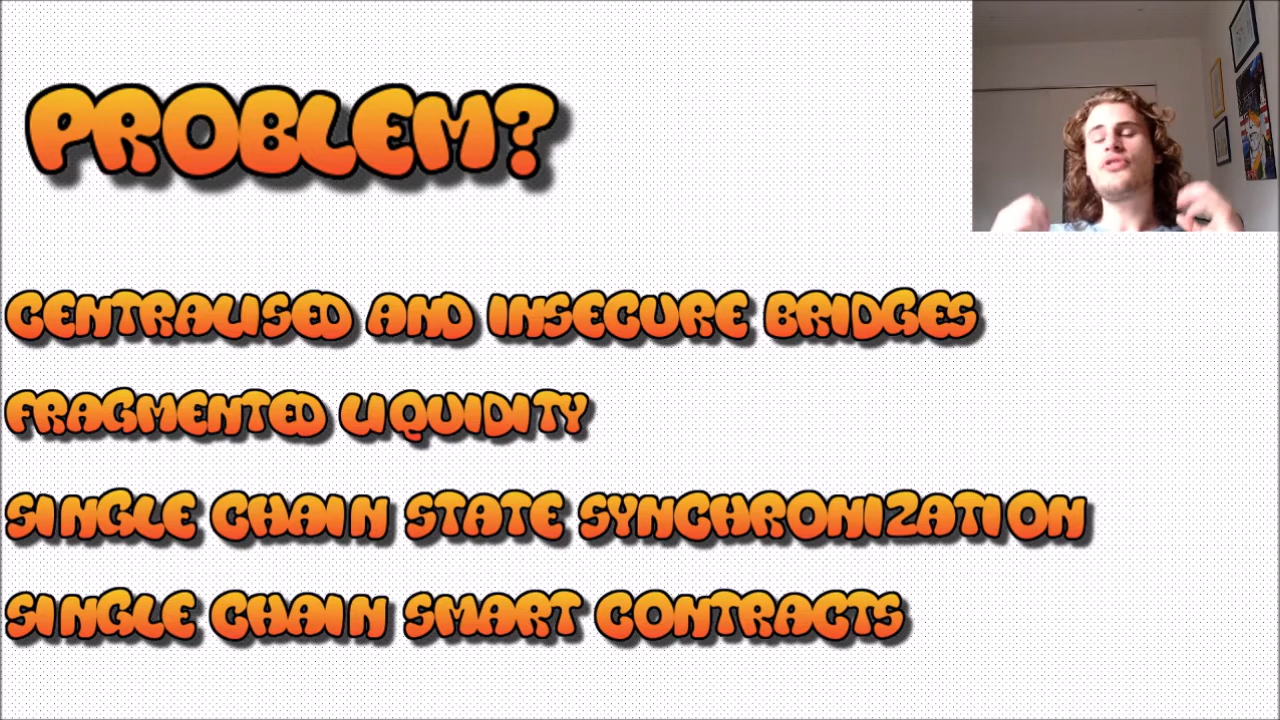 PROBLEM?
CENTRALISED AND INSECURE BRIDGES
FRAGMENTED LIQUIDITY
SINGLE CHAIN STATE SYNCHRONIZATION
SINGLE CHAIN SMART CONTRACTS